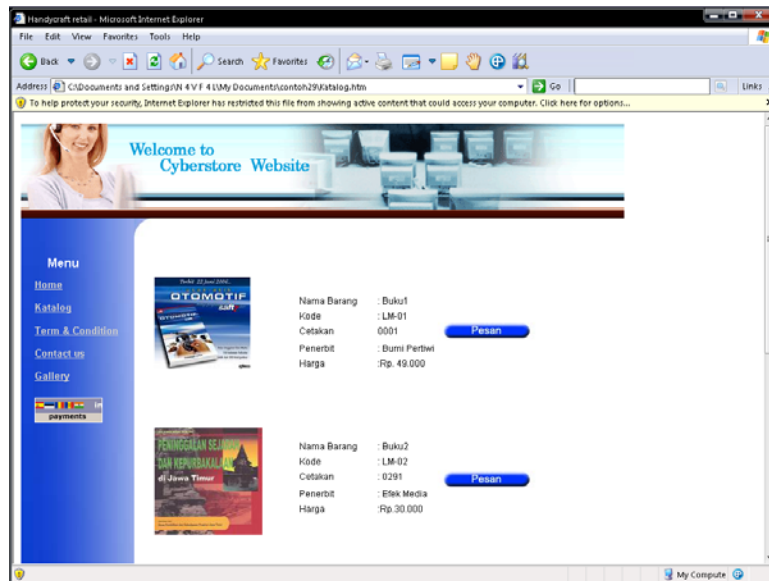 Handycraft retail - Microsoft Internet Explorer
File Edit View Favorites Tools Help
Back Search Favorites
Address C:\Documents and Settings\N 4 V F 4 L\My Documents\contoh29\Katalog.htm Go Links
To help protect your security, Internet Explorer has restricted this file from showing active content that could access your computer. Click here for options...
Welcome to
Cyberstore Website
Menu
Home
Katalog
Term & Condition
Contact us
Gallery
payments
OTOMOTIF
Nama Barang : Buku1
Kode : LM-01
Cetakan 0001
Pesan
Penerbit : Bumi Pertiwi
Harga :Rp. 49.000
PENINGGALAN SEJARAH
DAN KEPURBAKALAAN
di Jawa Timur
Nama Barang : Buku2
Kode : LM-02
Cetakan : 0291
Pesan
Penerbit : Efek Media
Harga :Rp.30.000
My Compute